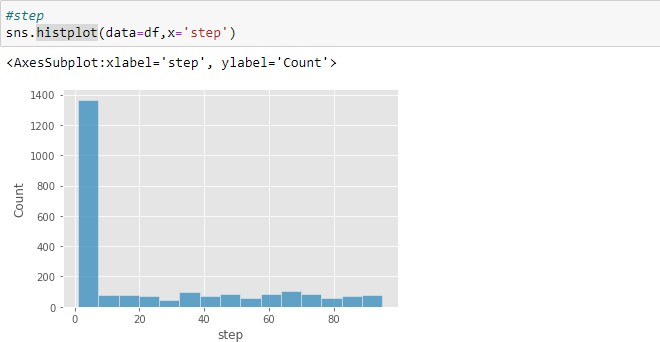 #step
sns.histplot(data=df,x='step')
<AxesSubplot:xlabel='step', ylabel='Count'>
1400
1200
1000
800
600
400
200
0
Count
0 20 40 60 80
step